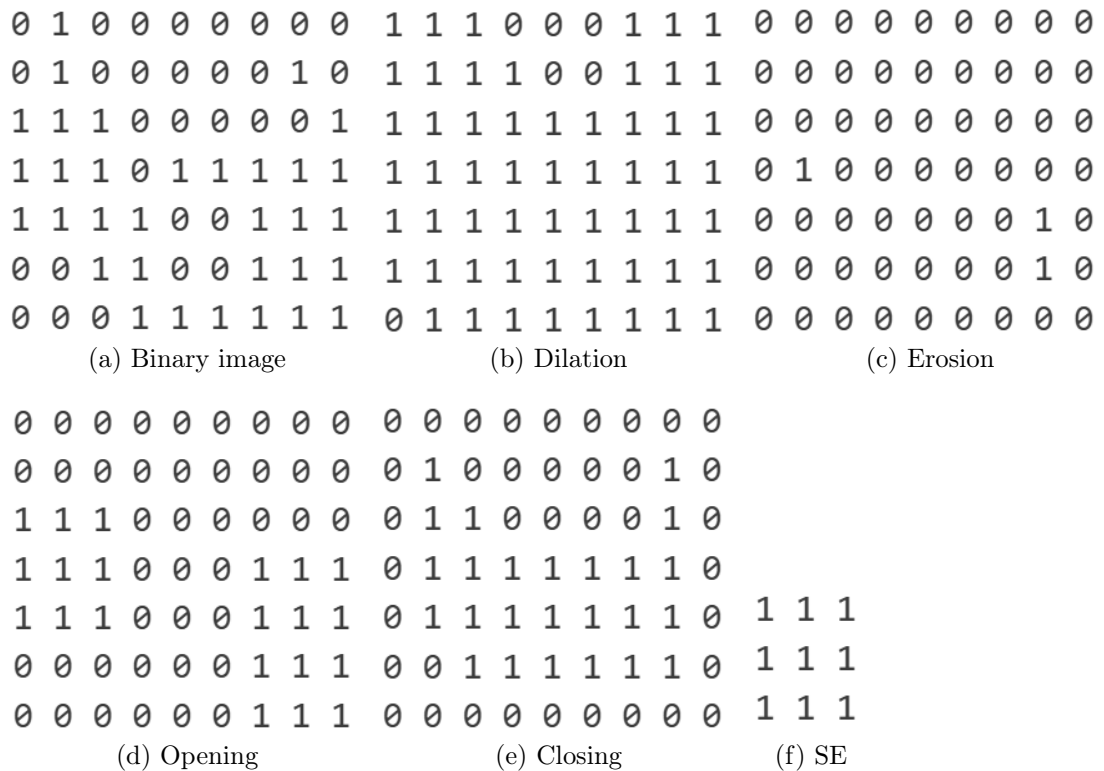 0 1 0 0 0 0 0 0 0
0 1 0 0 0 0 0 1 0
1 1 1 0 0 0 0 0 1
1 1 1 0 1 1 1 1 1
1 1 1 1 0 0 1 1 1
0 0 1 1 0 0 1 1 1
0 0 0 1 1 1 1 1 1
(a) Binary image
1 1 1 0 0 0 1 1 1
1 1 1 1 0 0 1 1 1
1 1 1 1 1 1 1 1 1
1 1 1 1 1 1 1 1 1
1 1 1 1 1 1 1 1 1
1 1 1 1 1 1 1 1 1
0 1 1 1 1 1 1 1 1
(b) Dilation
0 0 0 0 0 0 0 0 0
0 0 0 0 0 0 0 0 0
0 0 0 0 0 0 0 0 0
0 1 0 0 0 0 0 0 0
0 0 0 0 0 0 0 1 0
0 0 0 0 0 0 0 1 0
0 0 0 0 0 0 0 0 0
(c) Erosion
0 0 0 0 0 0 0 0 0
0 0 0 0 0 0 0 0 0
1 1 1 0 0 0 0 0 0
1 1 1 0 0 0 1 1 1
1 1 1 0 0 0 1 1 1
0 0 0 0 0 0 1 1 1
0 0 0 0 0 0 1 1 1
(d) Opening
0 0 0 0 0 0 0 0 0
0 1 0 0 0 0 0 1 0
0 1 1 0 0 0 0 1 0
0 1 1 1 1 1 1 1 0
0 1 1 1 1 1 1 1 0
0 0 1 1 1 1 1 1 0
0 0 0 0 0 0 0 0 0
(e) Closing
1 1 1
1 1 1
1 1 1
(f) SE